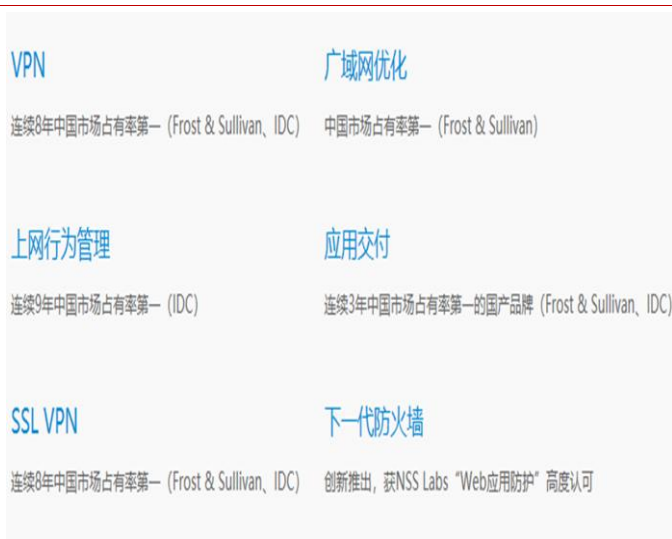 VPN
连续8年中国市场占有率第一 (Frost & Sullivan、IDC)
广域网优化
中国市场占有率第一 (Frost & Sullivan)
上网行为管理
连续9年中国市场占有率第一 (IDC)
应用交付
连续3年中国市场占有率第一的国产品牌 (Frost & Sullivan、IDC)
SSL VPN
连续8年中国市场占有率第一 (Frost & Sullivan、IDC)
下一代防火墙
创新推出, 获NSS Labs “Web应用防护” 高度认可